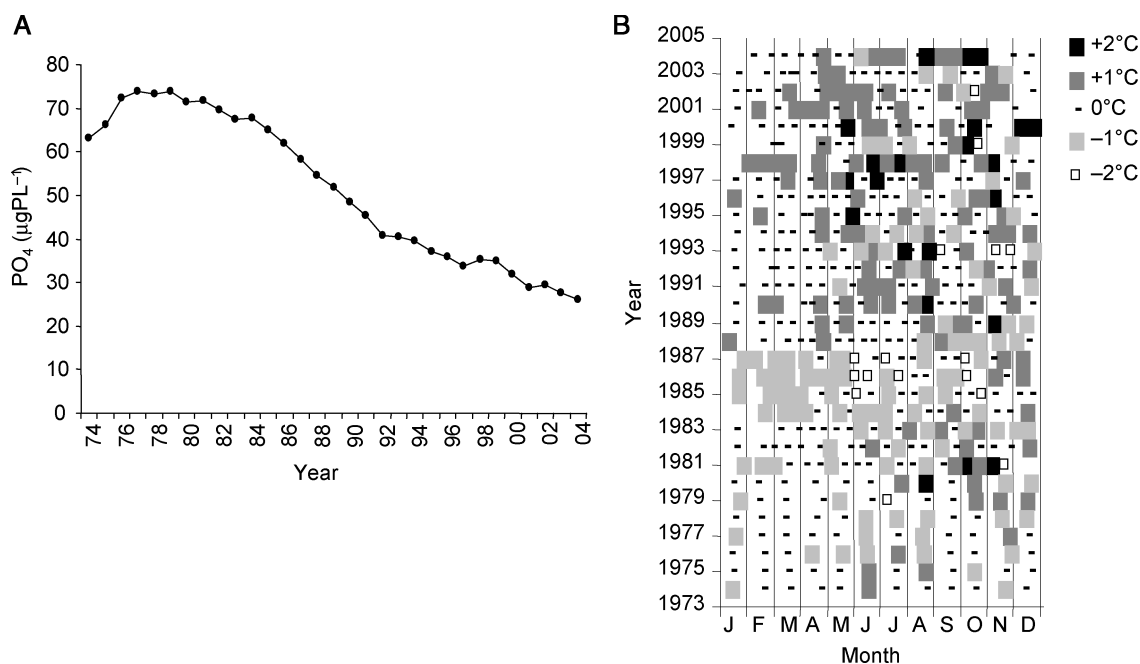 A
80
70
60
50
40
30
20
10
0
PO4 (µgPL–1)
74 76 78 80 82 84 86 88 90 92 94 96 98 00 02 04
Year
B
2005
2003
2001
1999
1997
1995
1993
1991
1989
1987
1985
1983
1981
1979
1977
1975
1973
Year
J F M A M J J A S O N D
Month
+2°C
+1°C
0°C
–1°C
–2°C